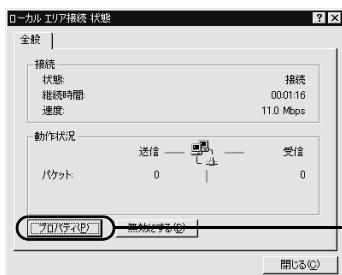 ローカル エリア接続 状態
全般
接続
状態: 接続
継続時間: 00:01:16
速度: 11.0 Mbps
動作状況
送信 受信
パケット: 0 0
プロパティ(P) 無効にする(D)
閉じる(C)